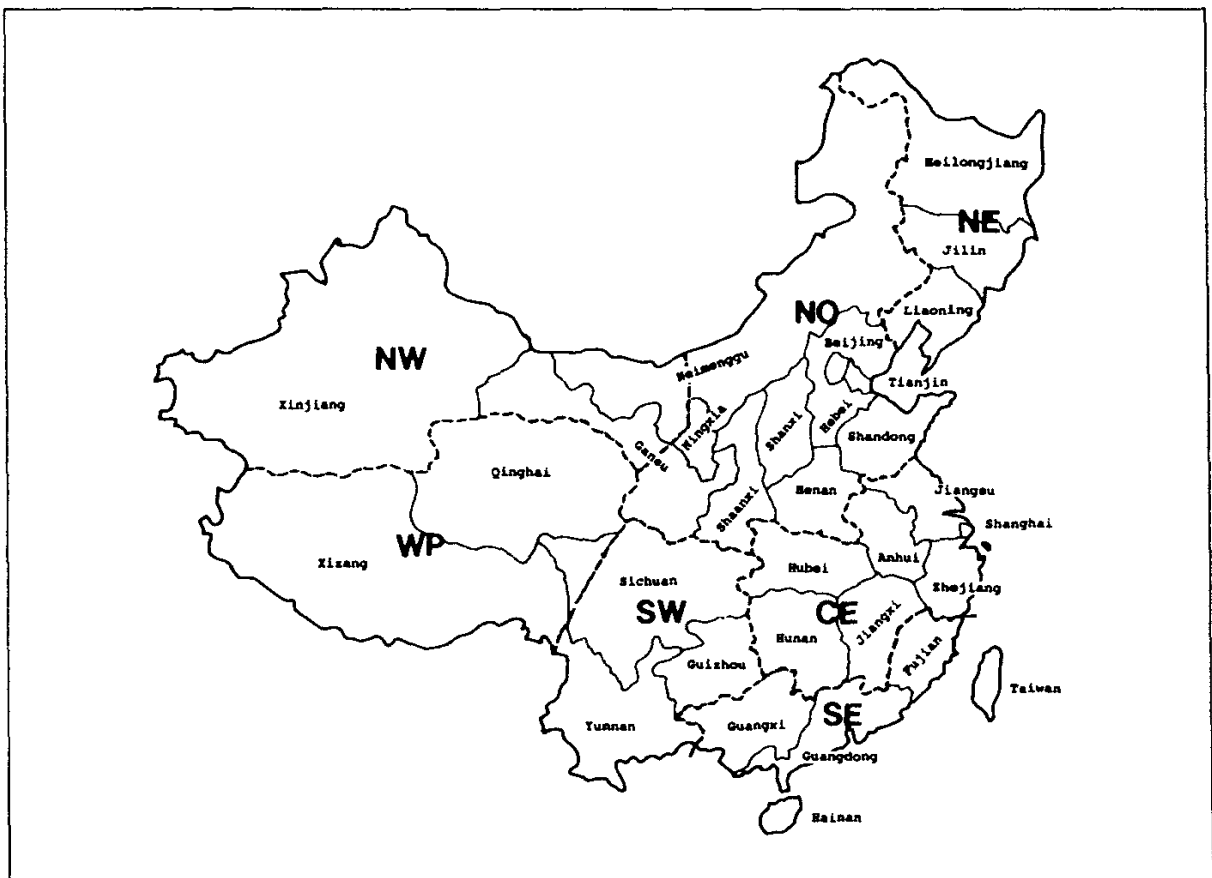 Heilongjiang
NE
Jilin
NO
Liaoning
Beijing
NW
Neimenggu
Tianjin
Xinjiang
Ningxia
Shanxi
Hebei
Shandong
Gansu
Qinghai
Henan
Jiangsu
Shaanxi
Shanghai
WP
Anhui
Xizang
Hubei
Sichuan
Zhejiang
SW
CE
Hunan
Jiangxi
Fujian
Guizhou
Taiwan
SE
Yunnan
Guangxi
Guangdong
Hainan